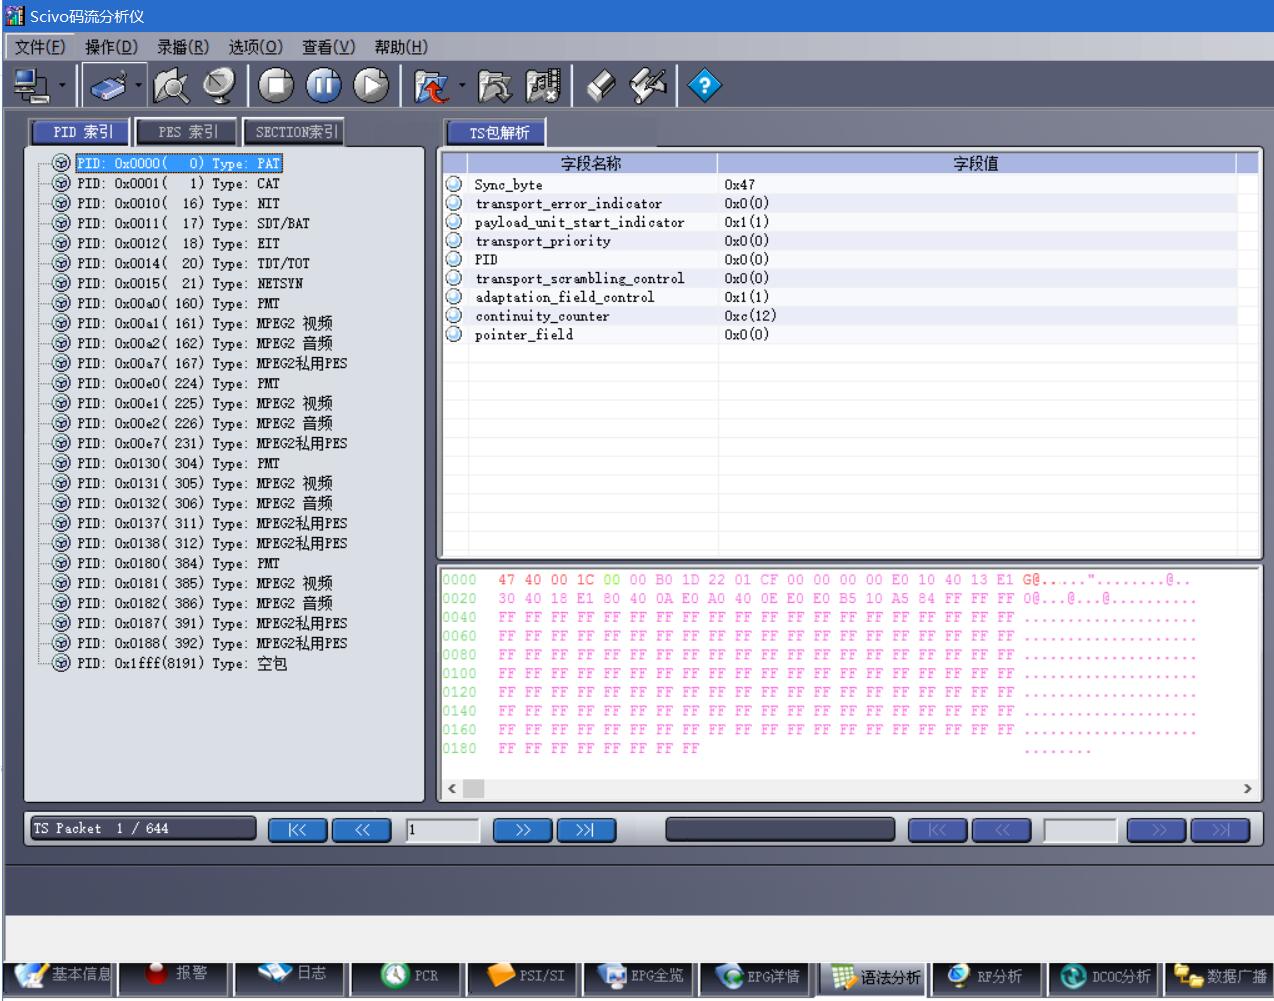 Scivo码流分析仪
文件(F) 操作(D) 录播(R) 选项(O) 查看(V) 帮助(H)
PID 索引 PES 索引 SECTION索引 TS包解析
PID: 0x0000( 0) Type: PAT
PID: 0x0001( 1) Type: CAT
PID: 0x0010( 16) Type: NIT
PID: 0x0011( 17) Type: SDT/BAT
PID: 0x0012( 18) Type: EIT
PID: 0x0014( 20) Type: TDT/TOT
PID: 0x0015( 21) Type: NETSYN
PID: 0x00a0( 160) Type: PMT
PID: 0x00a1( 161) Type: MPEG2 视频
PID: 0x00a2( 162) Type: MPEG2 音频
PID: 0x00a7( 167) Type: MPEG2私用PES
PID: 0x00e0( 224) Type: PMT
PID: 0x00e1( 225) Type: MPEG2 视频
PID: 0x00e2( 226) Type: MPEG2 音频
PID: 0x00e7( 231) Type: MPEG2私用PES
PID: 0x0130( 304) Type: PMT
PID: 0x0131( 305) Type: MPEG2 视频
PID: 0x0132( 306) Type: MPEG2 音频
PID: 0x0137( 311) Type: MPEG2私用PES
PID: 0x0138( 312) Type: MPEG2私用PES
PID: 0x0180( 384) Type: PMT
PID: 0x0181( 385) Type: MPEG2 视频
PID: 0x0182( 386) Type: MPEG2 音频
PID: 0x0187( 391) Type: MPEG2私用PES
PID: 0x0188( 392) Type: MPEG2私用PES
PID: 0x1fff(8191) Type: 空包
字段名称 字段值
Sync_byte 0x47
transport_error_indicator 0x0(0)
payload_unit_start_indicator 0x1(1)
transport_priority 0x0(0)
PID 0x0(0)
transport_scrambling_control 0x0(0)
adaptation_field_control 0x1(1)
continuity_counter 0xc(12)
pointer_field 0x0(0)
0000 47 40 00 1C 00 00 B0 1D 22 01 CF 00 00 00 00 E0 10 40 13 E1 G@......"........@..
0020 30 40 18 E1 80 40 0A E0 A0 40 0E E0 E0 B5 10 A5 84 FF FF FF 0@...@...@..........
0040 FF FF FF FF FF FF FF FF FF FF FF FF FF FF FF FF FF FF FF FF ....................
0060 FF FF FF FF FF FF FF FF FF FF FF FF FF FF FF FF FF FF FF FF ....................
0080 FF FF FF FF FF FF FF FF FF FF FF FF FF FF FF FF FF FF FF FF ....................
0100 FF FF FF FF FF FF FF FF FF FF FF FF FF FF FF FF FF FF FF FF ....................
0120 FF FF FF FF FF FF FF FF FF FF FF FF FF FF FF FF FF FF FF FF ....................
0140 FF FF FF FF FF FF FF FF FF FF FF FF FF FF FF FF FF FF FF FF ....................
0160 FF FF FF FF FF FF FF FF FF FF FF FF FF FF FF FF FF FF FF FF ....................
0180 FF FF FF FF FF FF FF FF ........
TS Packet 1 / 644 |<< << 1 >> >>| |<< << >> >>|
基本信息 报警 日志 PCR PSI/SI EPG全览 EPG详情 语法分析 RF分析 DCOC分析 数据广播